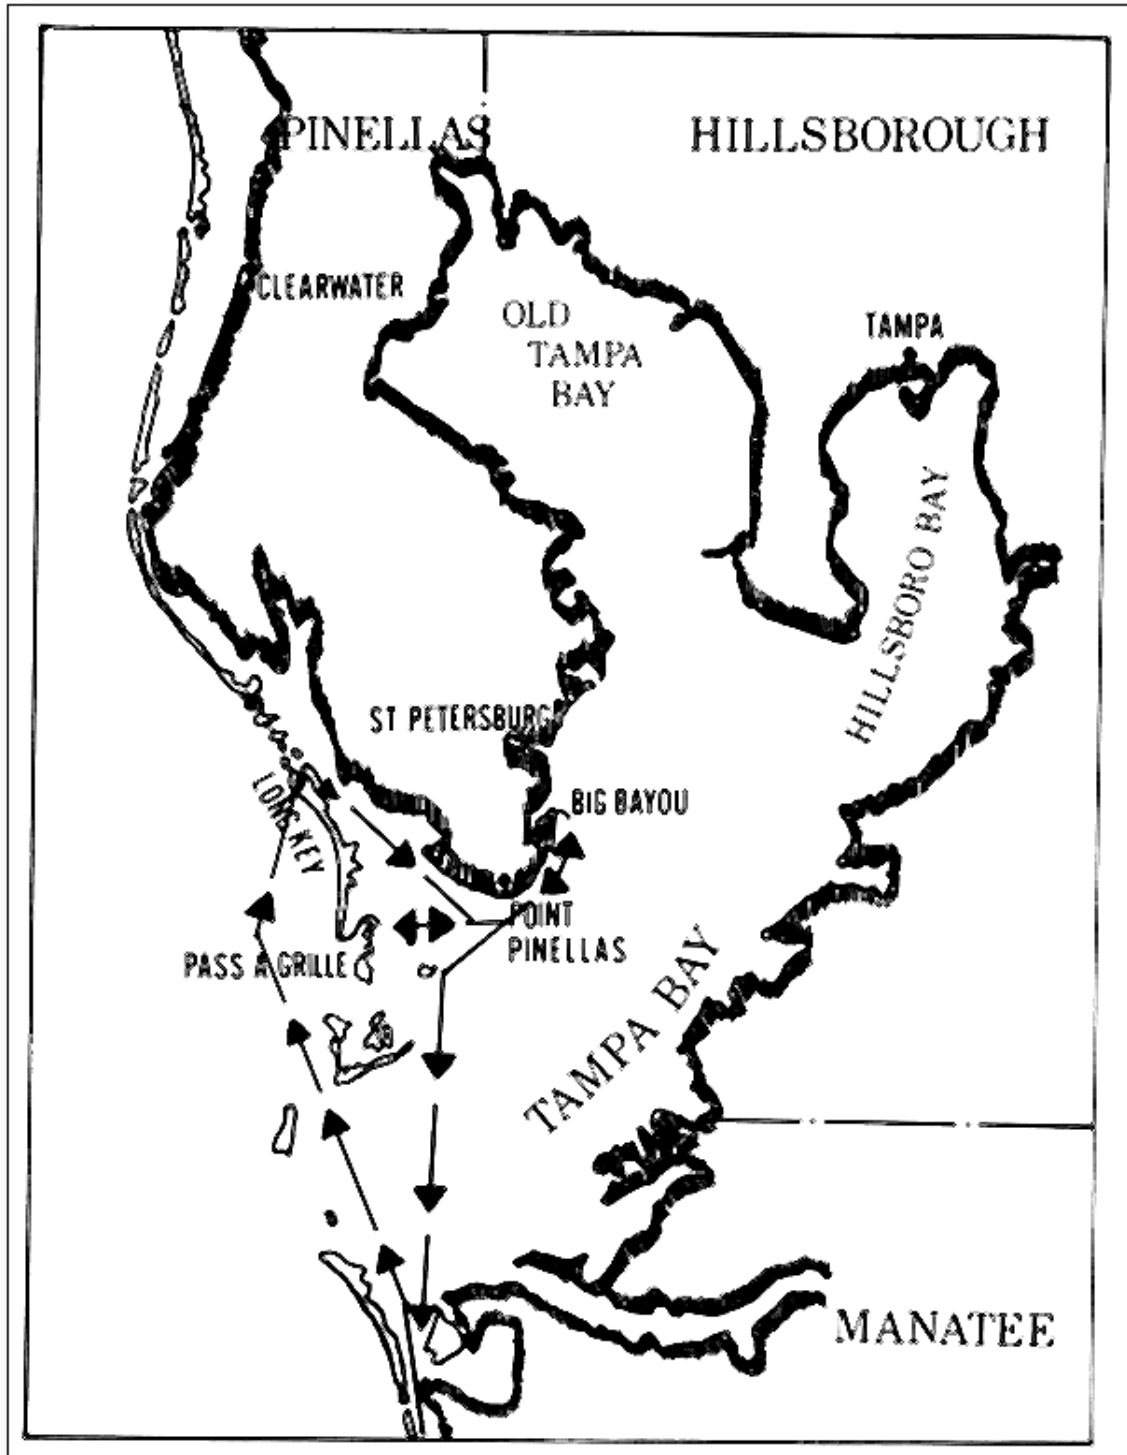 PINELLAS
HILLSBOROUGH
CLEARWATER
OLD
TAMPA
BAY
TAMPA
HILLSBORO BAY
ST PETERSBURG
BIG BAYOU
LONG KEY
POINT
PINELLAS
PASS A GRILLE
TAMPA BAY
MANATEE